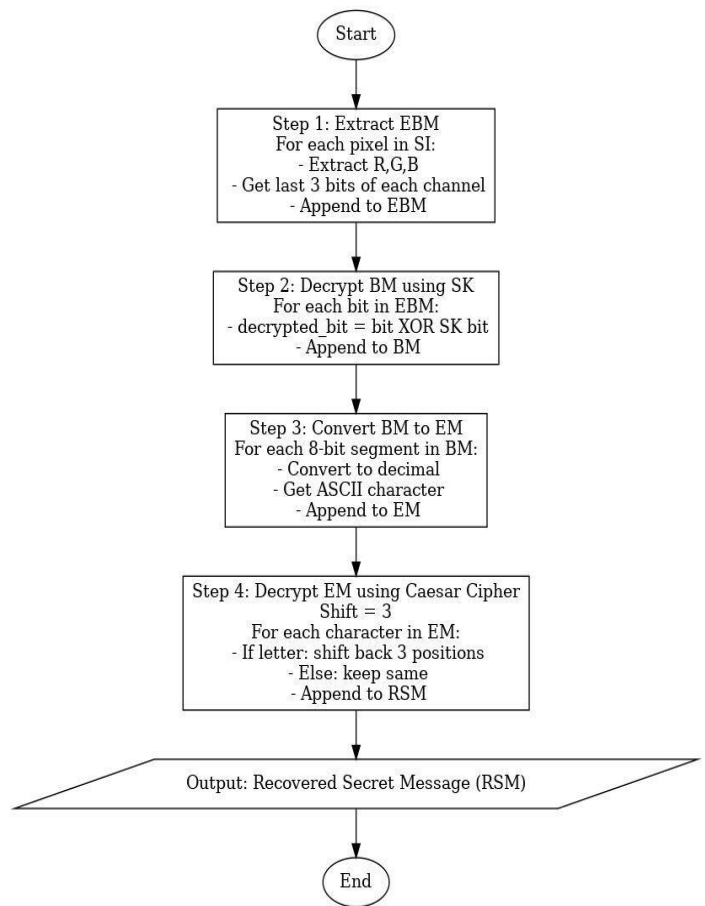 Start
Step 1: Extract EBM
For each pixel in SI:
- Extract R,G,B
- Get last 3 bits of each channel
- Append to EBM
Step 2: Decrypt BM using SK
For each bit in EBM:
- decrypted_bit = bit XOR SK bit
- Append to BM
Step 3: Convert BM to EM
For each 8-bit segment in BM:
- Convert to decimal
- Get ASCII character
- Append to EM
Step 4: Decrypt EM using Caesar Cipher
Shift = 3
For each character in EM:
- If letter: shift back 3 positions
- Else: keep same
- Append to RSM
Output: Recovered Secret Message (RSM)
End